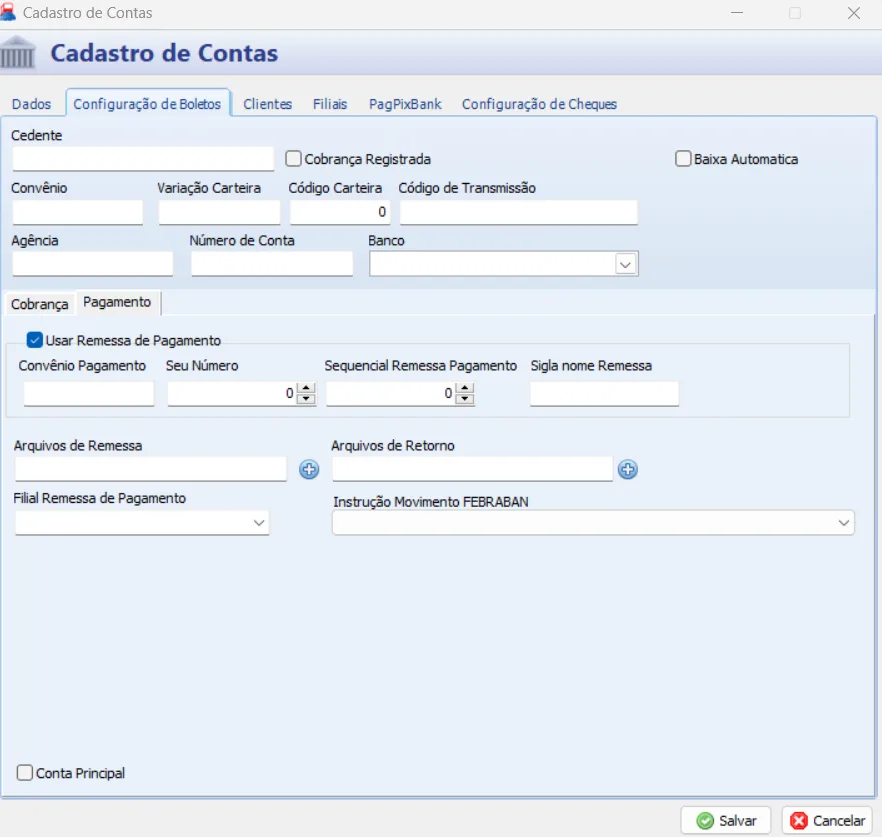 Cadastro de Contas
Cadastro de Contas
Dados Configuração de Boletos Clientes Filiais PagPixBank Configuração de Cheques
Cedente
Cobrança Registrada Baixa Automatica
Convênio Variação Carteira Código Carteira Código de Transmissão
0
Agência Número de Conta Banco
Cobrança Pagamento
Usar Remessa de Pagamento
Convênio Pagamento Seu Número Sequencial Remessa Pagamento Sigla nome Remessa
0 0
Arquivos de Remessa Arquivos de Retorno
Filial Remessa de Pagamento Instrução Movimento FEBRABAN
Conta Principal
Salvar Cancelar